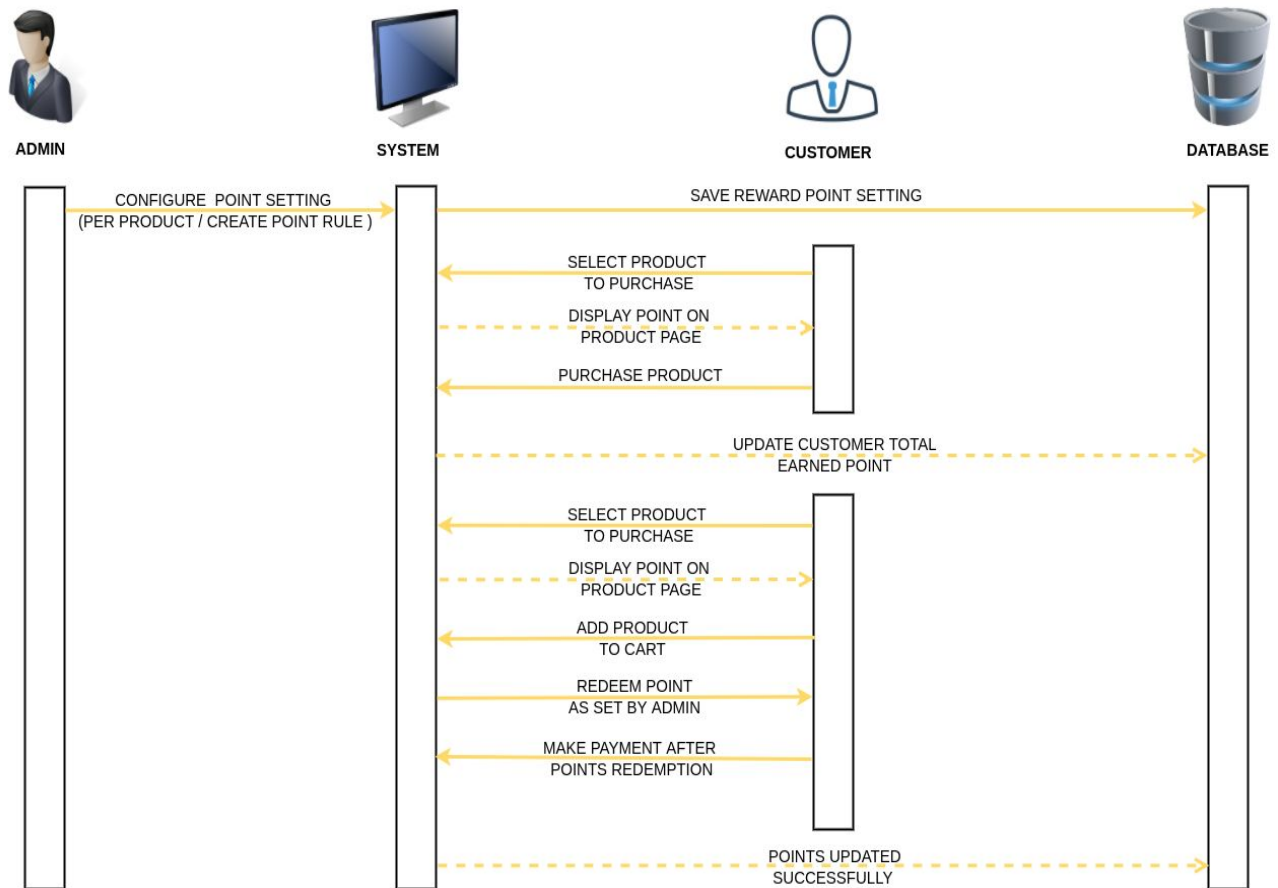 ADMIN
SYSTEM
CUSTOMER
DATABASE
CONFIGURE POINT SETTING
(PER PRODUCT / CREATE POINT RULE )
SAVE REWARD POINT SETTING
SELECT PRODUCT
TO PURCHASE
DISPLAY POINT ON
PRODUCT PAGE
PURCHASE PRODUCT
UPDATE CUSTOMER TOTAL
EARNED POINT
SELECT PRODUCT
TO PURCHASE
DISPLAY POINT ON
PRODUCT PAGE
ADD PRODUCT
TO CART
REDEEM POINT
AS SET BY ADMIN
MAKE PAYMENT AFTER
POINTS REDEMPTION
POINTS UPDATED
SUCCESSFULLY